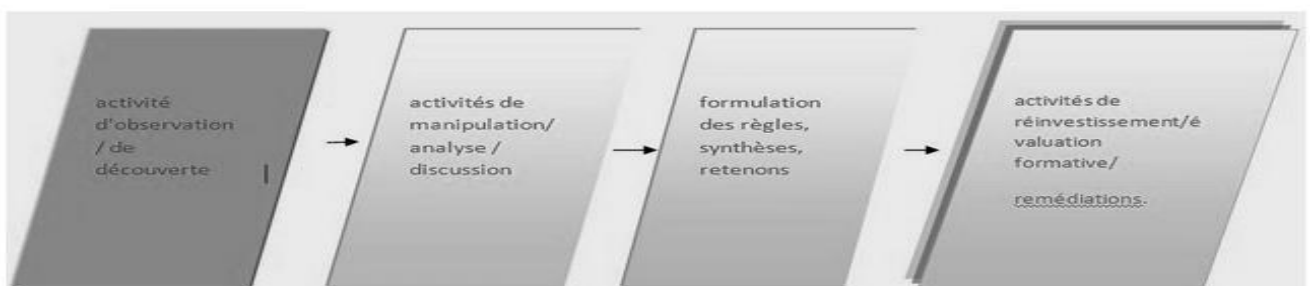 activité
d'observation
/ de
découverte
activités de
manipulation/
analyse /
discussion
formulation
des règles,
synthèses,
retenons
activités de
réinvestissement/é
valuation
formative/
remédiations.